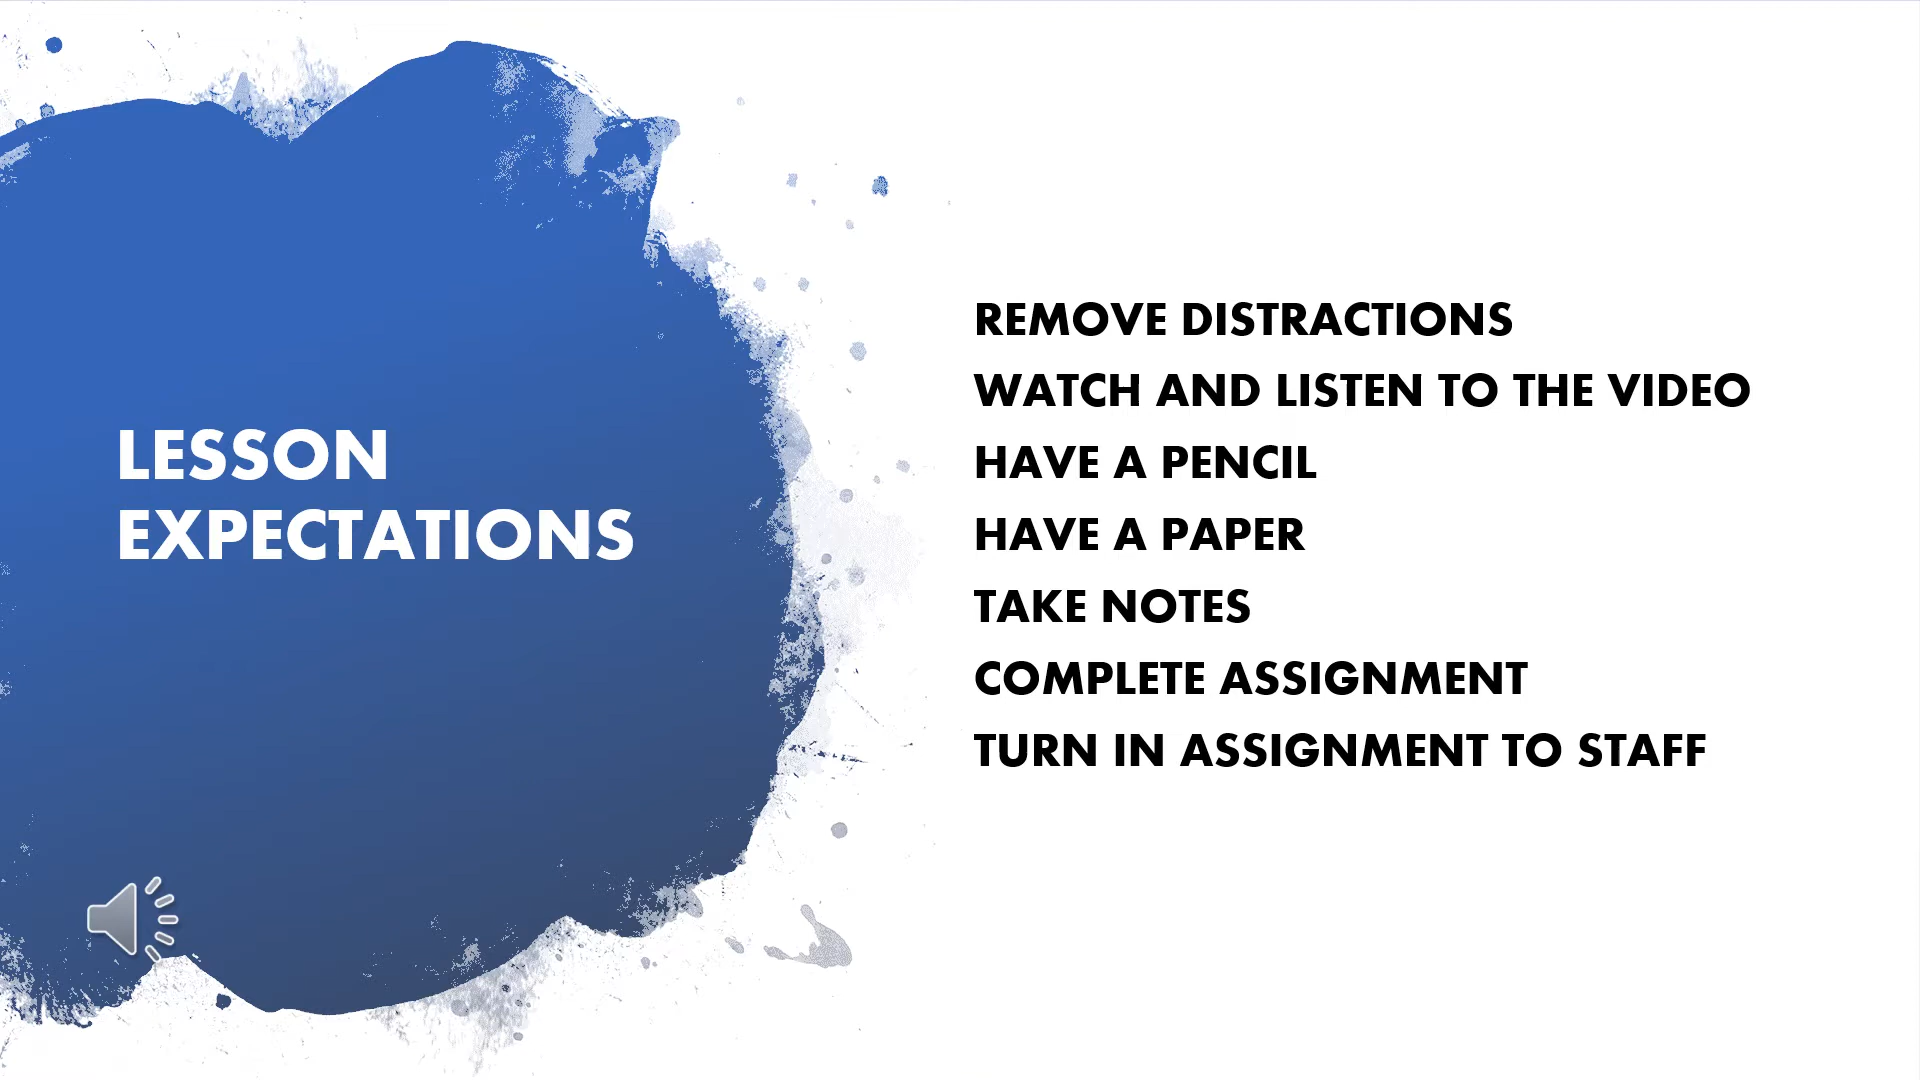 LESSON
EXPECTATIONS
REMOVE DISTRACTIONS
WATCH AND LISTEN TO THE VIDEO
HAVE A PENCIL
HAVE A PAPER
TAKE NOTES
COMPLETE ASSIGNMENT
TURN IN ASSIGNMENT TO STAFF